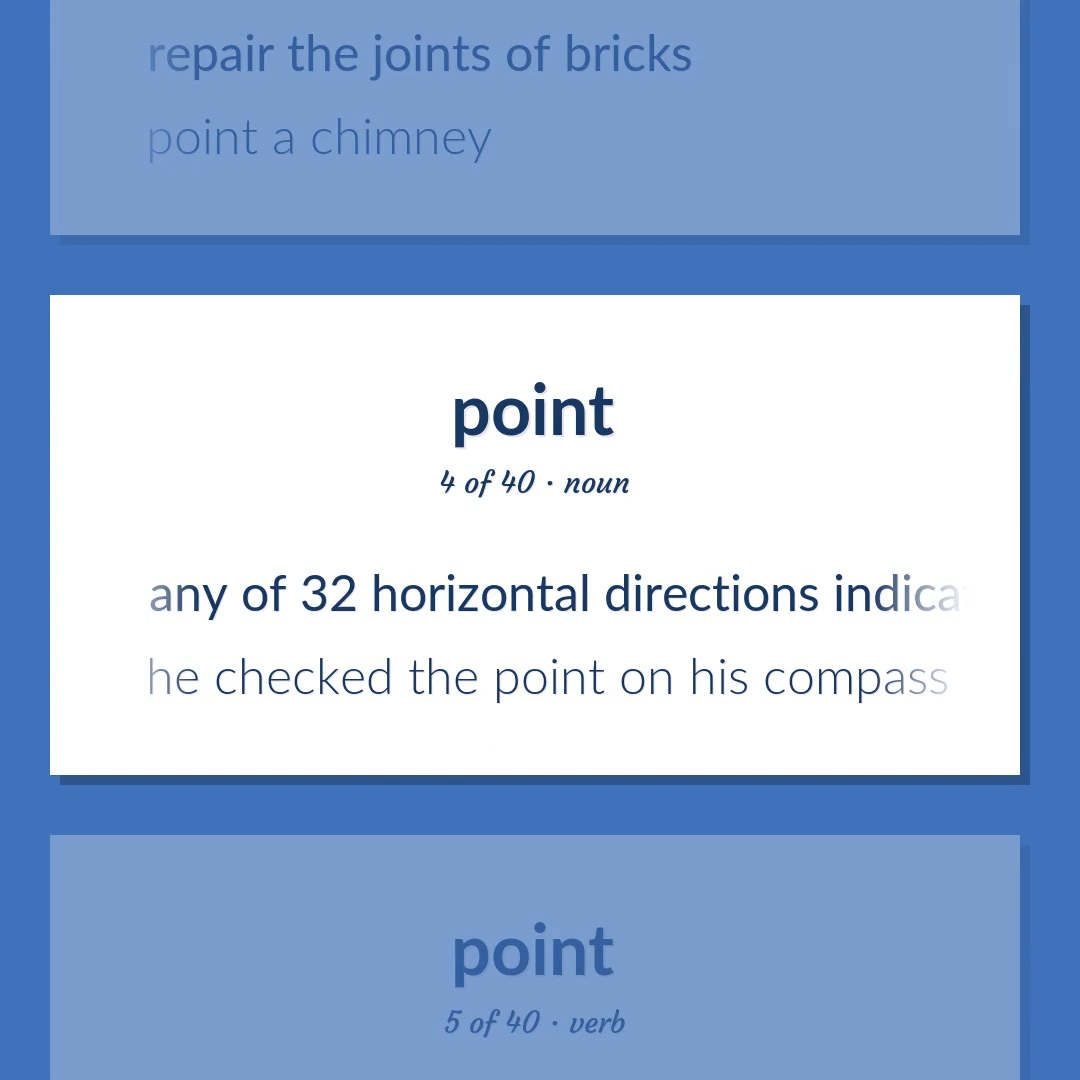 repair the joints of bricks
point a chimney
point
4 of 40 · noun
any of 32 horizontal directions
he checked the point on his compass
point
5 of 40 · verb